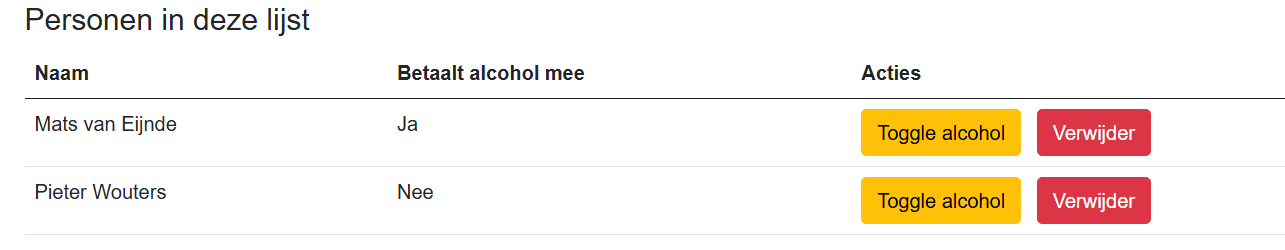 Personen in deze lijst
Naam Betaalt alcohol mee Acties
Mats van Eijnde Ja Toggle alcohol Verwijder
Pieter Wouters Nee Toggle alcohol Verwijder